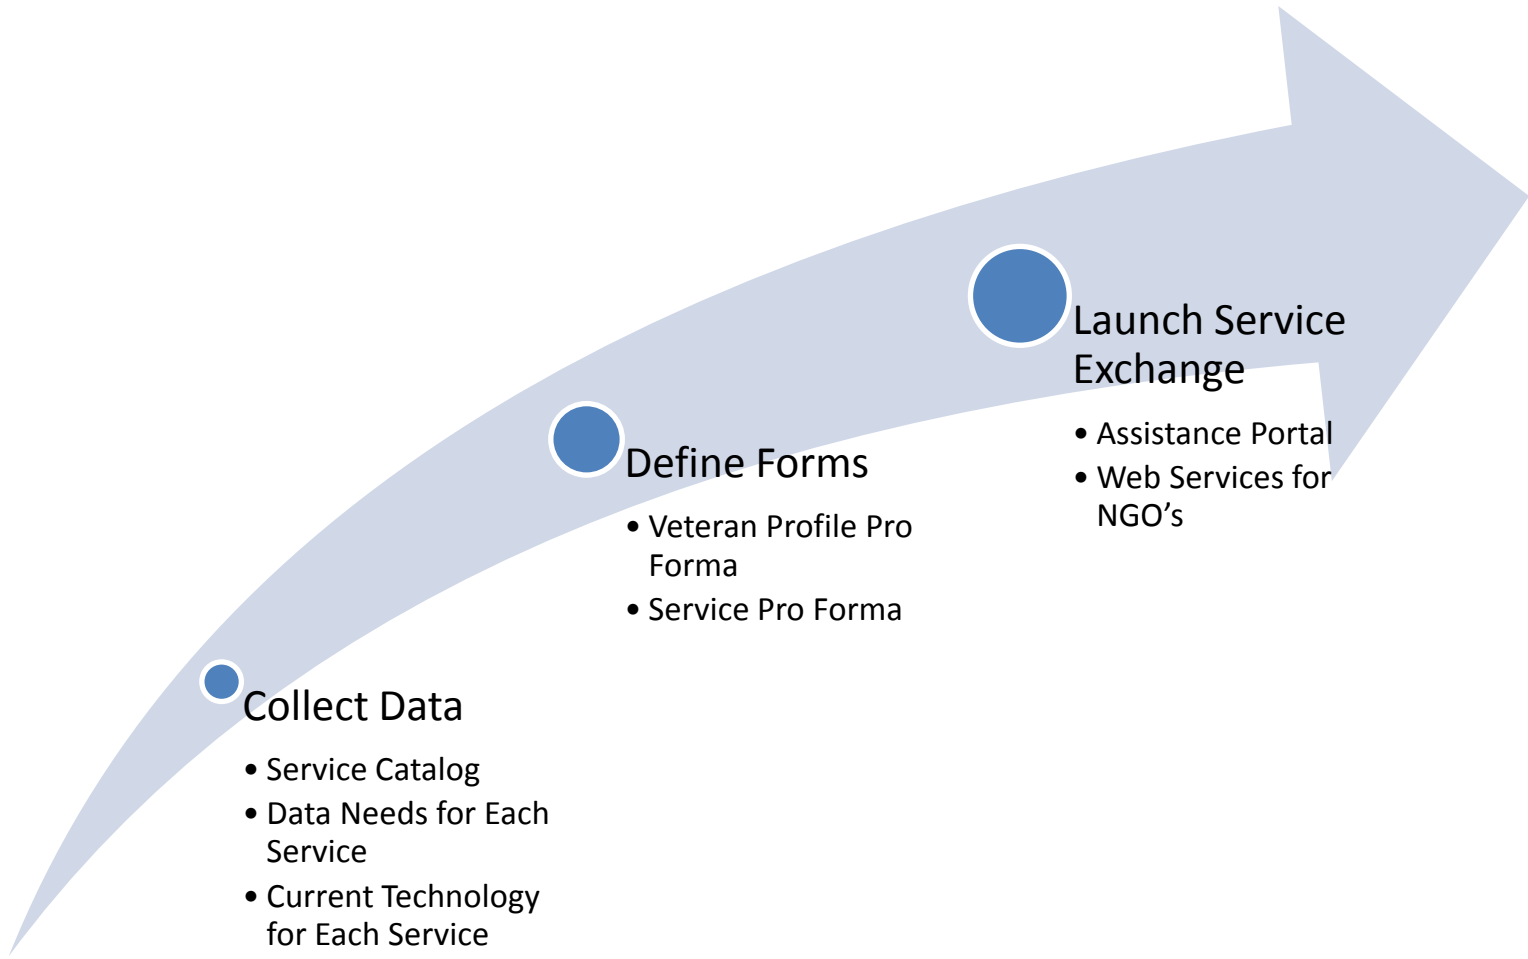 Launch Service
Exchange
• Assistance Portal
• Web Services for
NGO’s
Define Forms
• Veteran Profile Pro
Forma
• Service Pro Forma
Collect Data
• Service Catalog
• Data Needs for Each
Service
• Current Technology
for Each Service